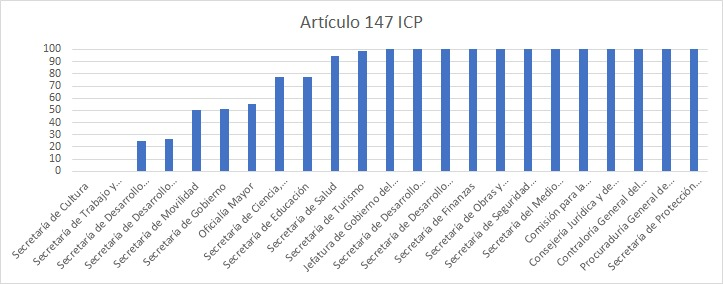 Artículo 147 ICP
100
90
80
70
60
50
40
30
20
10
0
Secretaría de Cultura
Secretaría de Trabajo y…
Secretaría de Desarrollo…
Secretaría de Desarrollo…
Secretaría de Movilidad
Secretaría de Gobierno
Oficialía Mayor
Secretaría de Ciencia,…
Secretaría de Educación
Secretaría de Salud
Secretaría de Turismo
Jefatura de Gobierno del…
Secretaría de Desarrollo…
Secretaría de Desarrollo…
Secretaría de Finanzas
Secretaría de Obras y…
Secretaría de Seguridad…
Secretaría del Medio…
Comisión para la…
Consejería Jurídica y de…
Contraloría General del…
Procuraduría General de…
Secretaría de Protección…